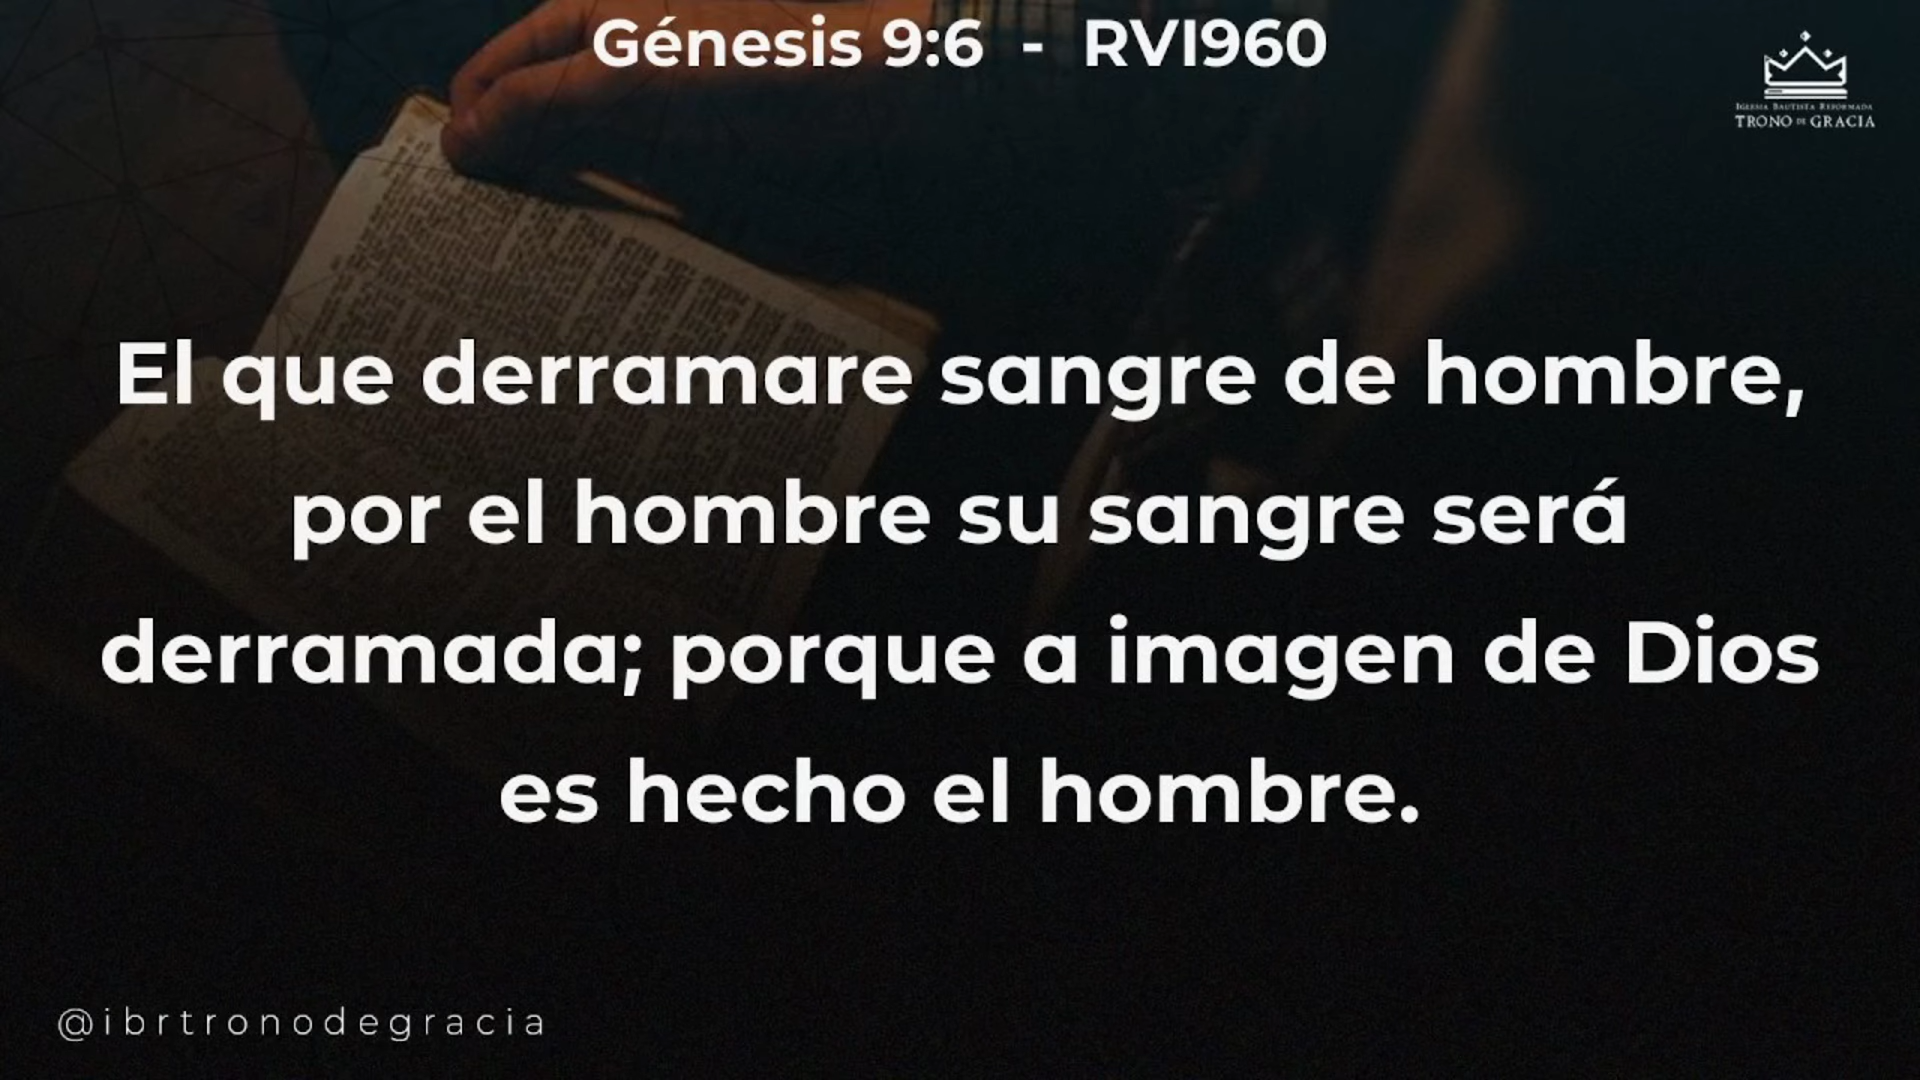 Génesis 9:6 - RVI960
IGLESIA BAUTISTA REFORMADA
TRONO DE GRACIA
El que derramare sangre de hombre,
por el hombre su sangre será
derramada; porque a imagen de Dios
es hecho el hombre.
@ibrtronodegracia